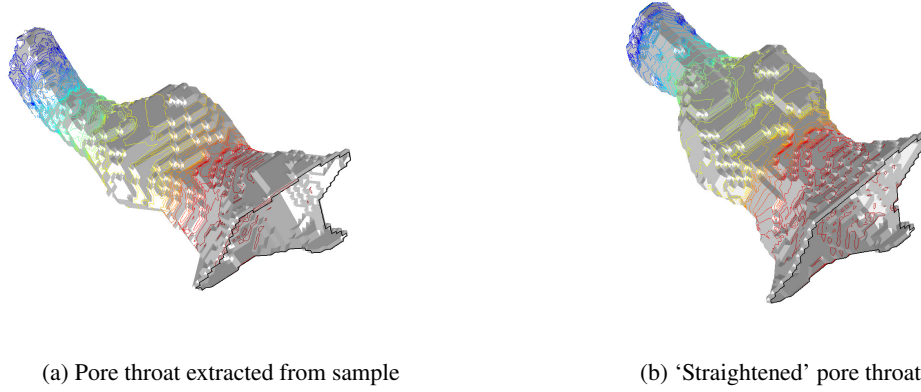 (a) Pore throat extracted from sample
(b) ‘Straightened’ pore throat